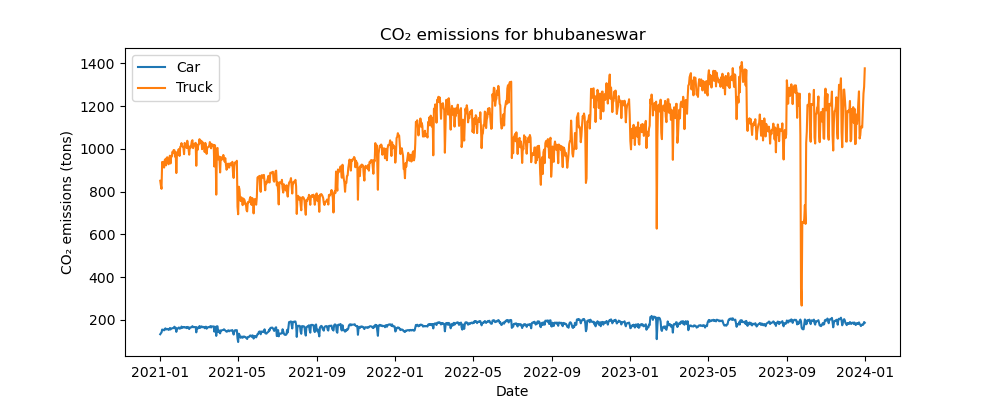 CO₂ emissions for bhubaneswar
Car
Truck
CO₂ emissions (tons)
1400
1200
1000
800
600
400
200
2021-01 2021-05 2021-09 2022-01 2022-05 2022-09 2023-01 2023-05 2023-09 2024-01
Date